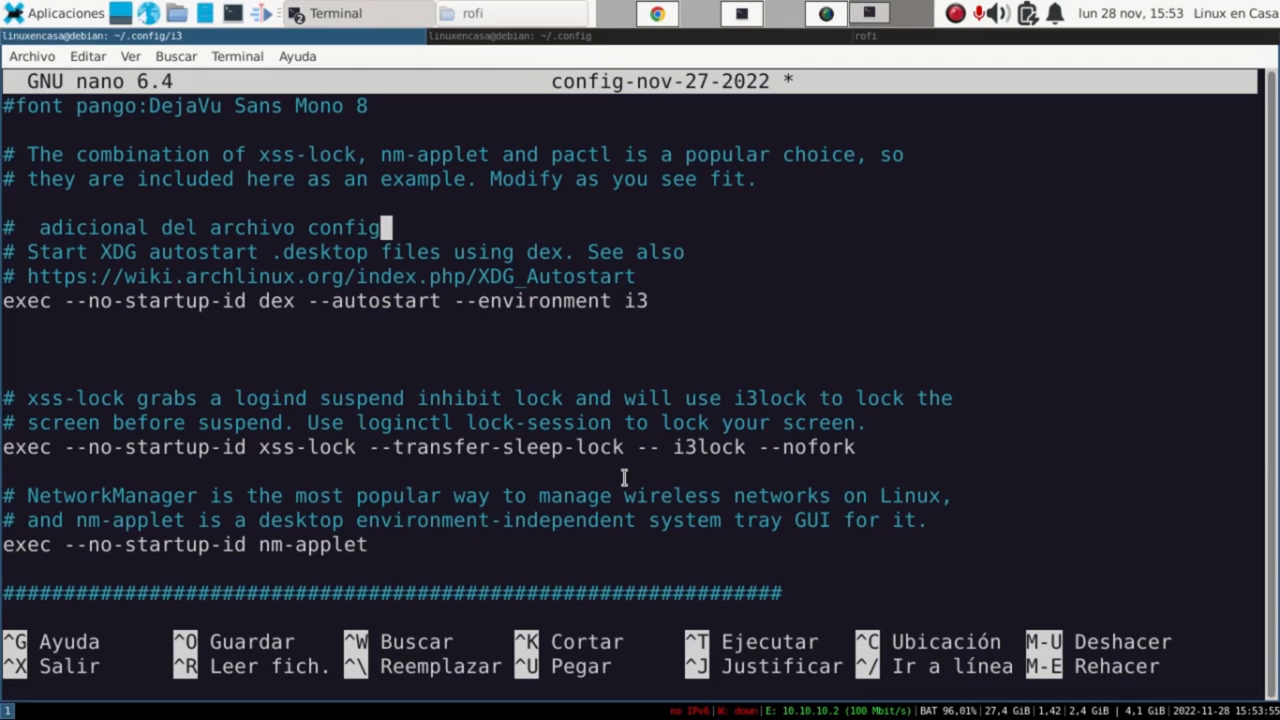 Aplicaciones Terminal rofi lun 28 nov, 15:53 Linux en Casa
linuxencasa@debian: ~/.config/i3 linuxencasa@debian: ~/.config rofi
Archivo Editar Ver Buscar Terminal Ayuda
GNU nano 6.4 config-nov-27-2022 *
#font pango:DejaVu Sans Mono 8
# The combination of xss-lock, nm-applet and pactl is a popular choice, so
# they are included here as an example. Modify as you see fit.
#  adicional del archivo config
# Start XDG autostart .desktop files using dex. See also
# https://wiki.archlinux.org/index.php/XDG_Autostart
exec --no-startup-id dex --autostart --environment i3
# xss-lock grabs a logind suspend inhibit lock and will use i3lock to lock the
# screen before suspend. Use loginctl lock-session to lock your screen.
exec --no-startup-id xss-lock --transfer-sleep-lock -- i3lock --nofork
# NetworkManager is the most popular way to manage wireless networks on Linux,
# and nm-applet is a desktop environment-independent system tray GUI for it.
exec --no-startup-id nm-applet
################################################################
^G Ayuda ^O Guardar ^W Buscar ^K Cortar ^T Ejecutar ^C Ubicación M-U Deshacer
^X Salir ^R Leer fich. ^\ Reemplazar ^U Pegar ^J Justificar ^/ Ir a línea M-E Rehacer
1 no IPv6|W: down|E: 10.10.10.2 (100 Mbit/s)|BAT 96,01%|27,4 GiB|1,42|2,4 GiB | 4,1 GiB|2022-11-28 15:53:55